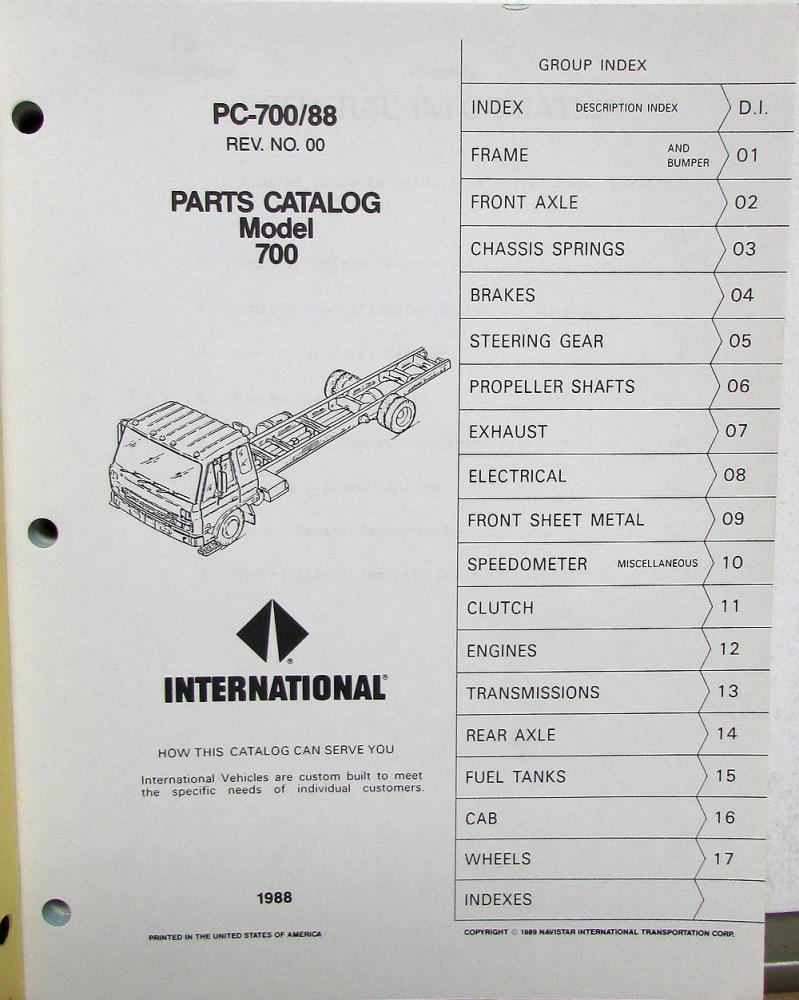 PC-700/88
REV. NO. 00
PARTS CATALOG
Model
700
INTERNATIONAL®
HOW THIS CATALOG CAN SERVE YOU
International Vehicles are custom built to meet
the specific needs of individual customers.
1988
PRINTED IN THE UNITED STATES OF AMERICA
GROUP INDEX
INDEX DESCRIPTION INDEX D.I.
FRAME AND BUMPER 01
FRONT AXLE 02
CHASSIS SPRINGS 03
BRAKES 04
STEERING GEAR 05
PROPELLER SHAFTS 06
EXHAUST 07
ELECTRICAL 08
FRONT SHEET METAL 09
SPEEDOMETER MISCELLANEOUS 10
CLUTCH 11
ENGINES 12
TRANSMISSIONS 13
REAR AXLE 14
FUEL TANKS 15
CAB 16
WHEELS 17
INDEXES
COPYRIGHT © 1989 NAVISTAR INTERNATIONAL TRANSPORTATION CORP.